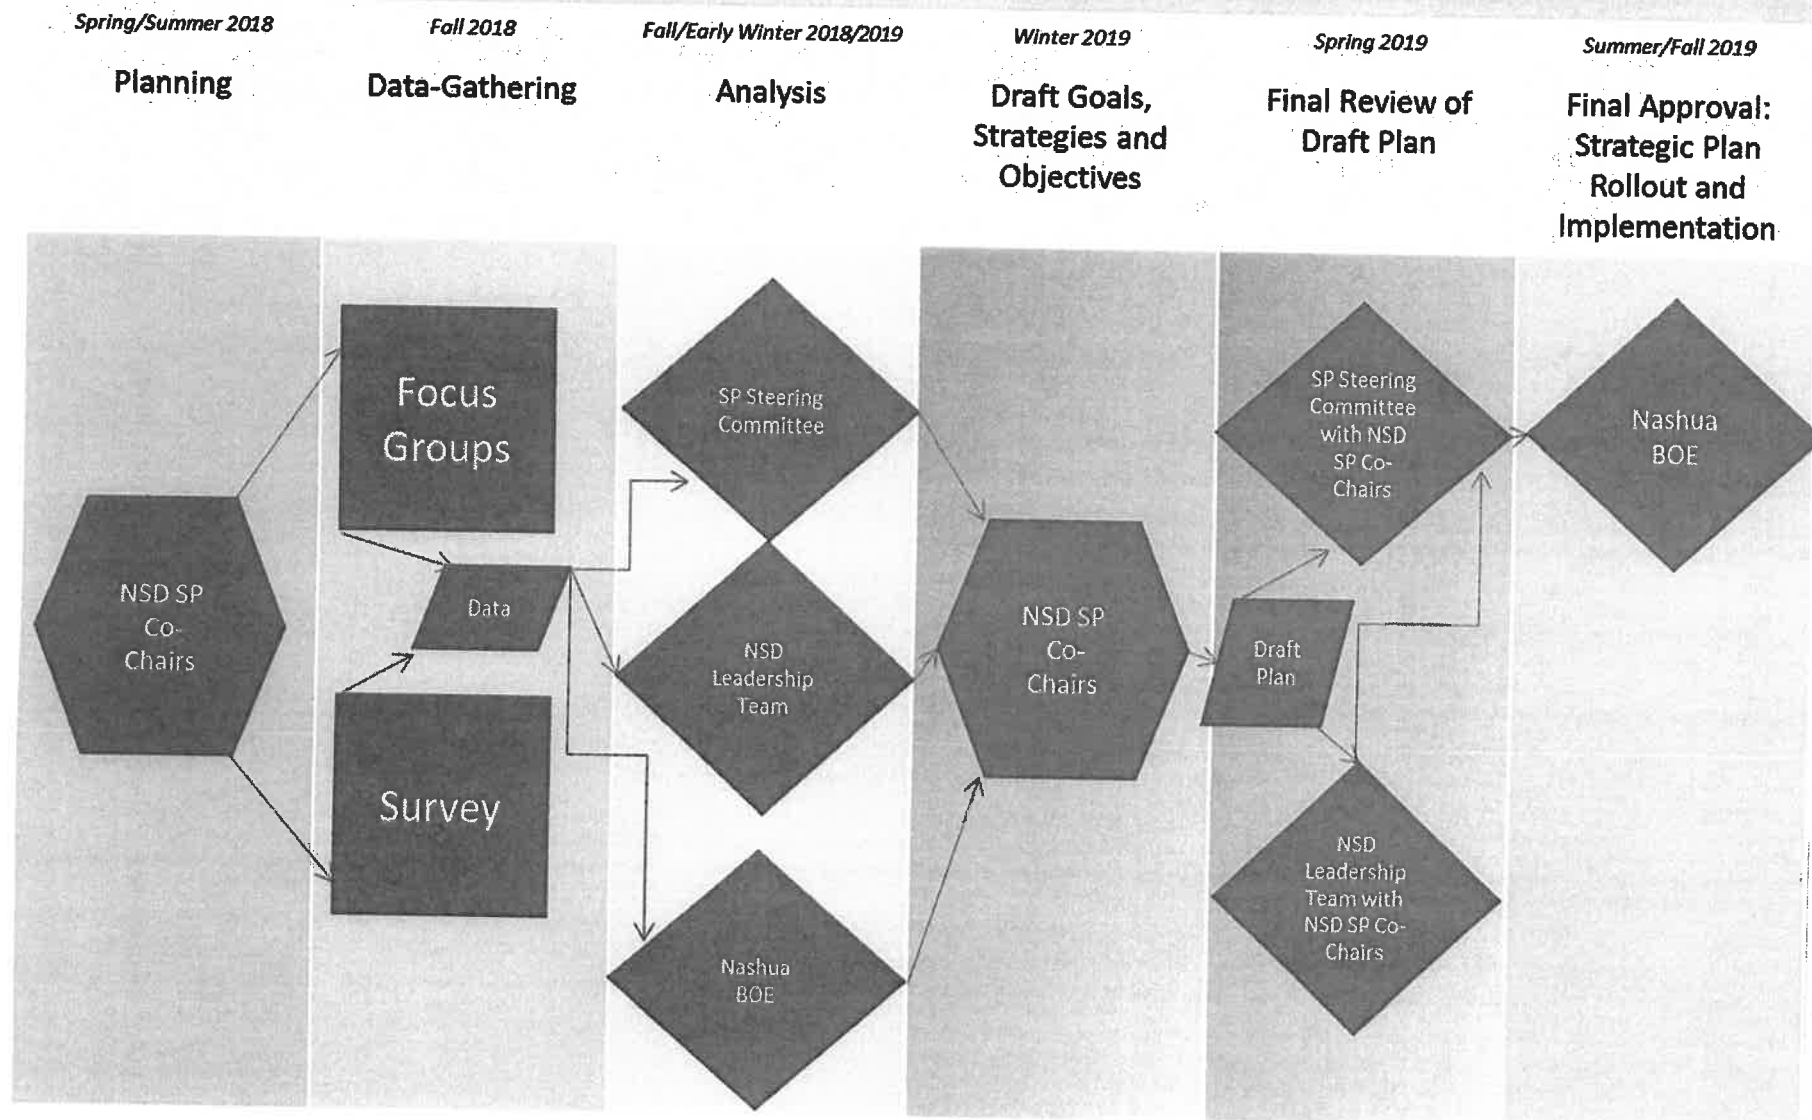 Spring/Summer 2018
Planning
Fall 2018
Data-Gathering
Fall/Early Winter 2018/2019
Analysis
Winter 2019
Draft Goals,
Strategies and
Objectives
Spring 2019
Final Review of
Draft Plan
Summer/Fall 2019
Final Approval:
Strategic Plan
Rollout and
Implementation
NSD SP
Co-
Chairs
Focus
Groups
Data
Survey
SP Steering
Committee
NSD
Leadership
Team
Nashua
BOE
NSD SP
Co-
Chairs
Draft
Plan
SP Steering
Committee
with NSD
SP Co-
Chairs
NSD
Leadership
Team with
NSD SP Co-
Chairs
Nashua
BOE